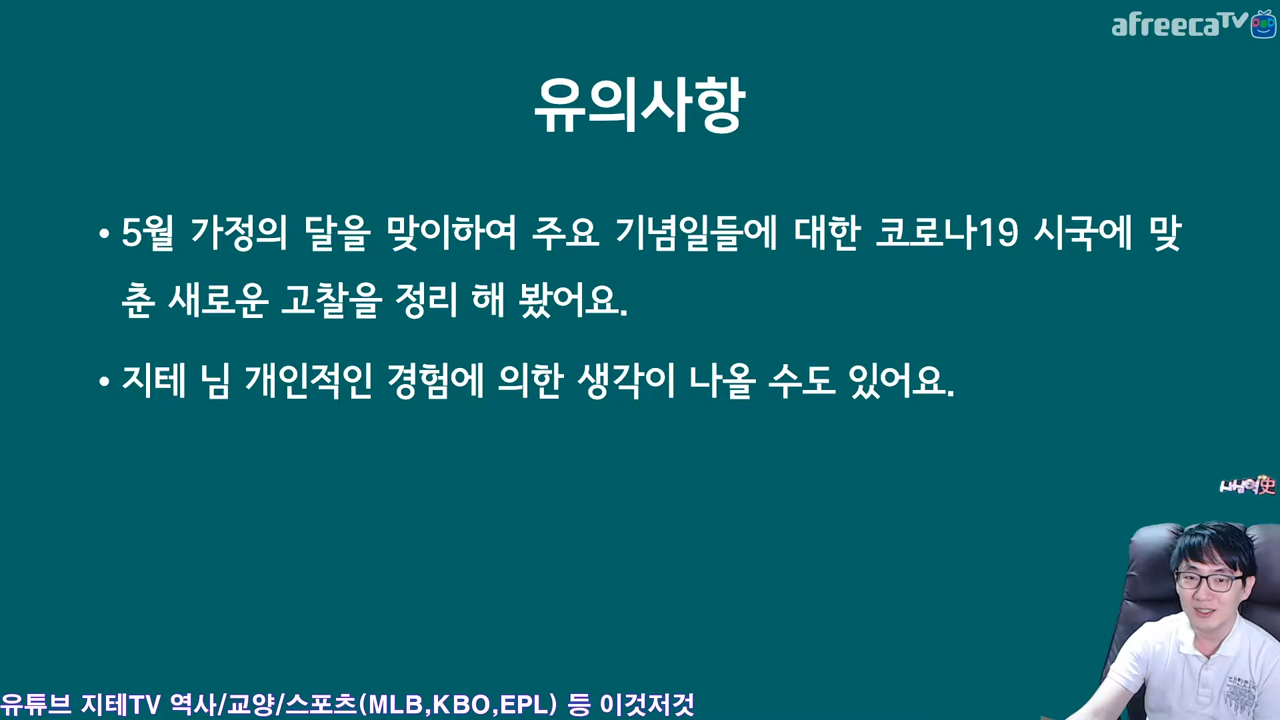 afreecaTV
유의사항
• 5월 가정의 달을 맞이하여 주요 기념일들에 대한 코로나19 시국에 맞
춘 새로운 고찰을 정리 해 봤어요.
• 지테 님 개인적인 경험에 의한 생각이 나올 수도 있어요.
유튜브 지테TV 역사/교양/스포츠(MLB,KBO,EPL) 등 이것저것